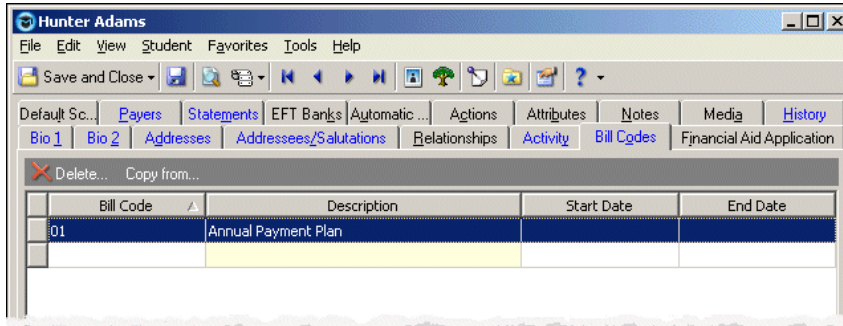 Hunter Adams
File Edit View Student Favorites Tools Help
Save and Close
Default Sc... Payers Statements EFT Banks Automatic ... Actions Attributes Notes Media History
Bio 1 Bio 2 Addresses Addressees/Salutations Relationships Activity Bill Codes Financial Aid Application
Delete... Copy from...
Bill Code Description Start Date End Date
01 Annual Payment Plan